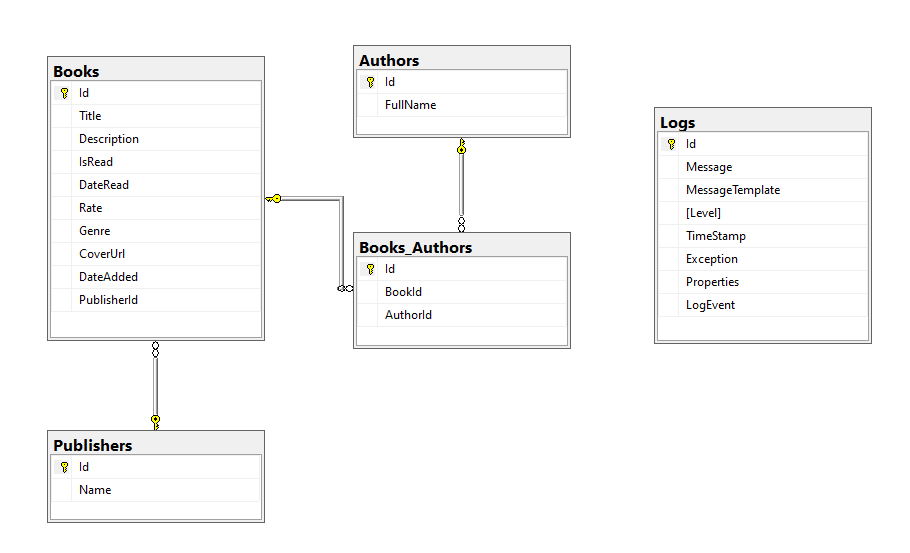 Books
Id
Title
Description
IsRead
DateRead
Rate
Genre
CoverUrl
DateAdded
PublisherId
Authors
Id
FullName
Books_Authors
Id
BookId
AuthorId
Logs
Id
Message
MessageTemplate
[Level]
TimeStamp
Exception
Properties
LogEvent
Publishers
Id
Name